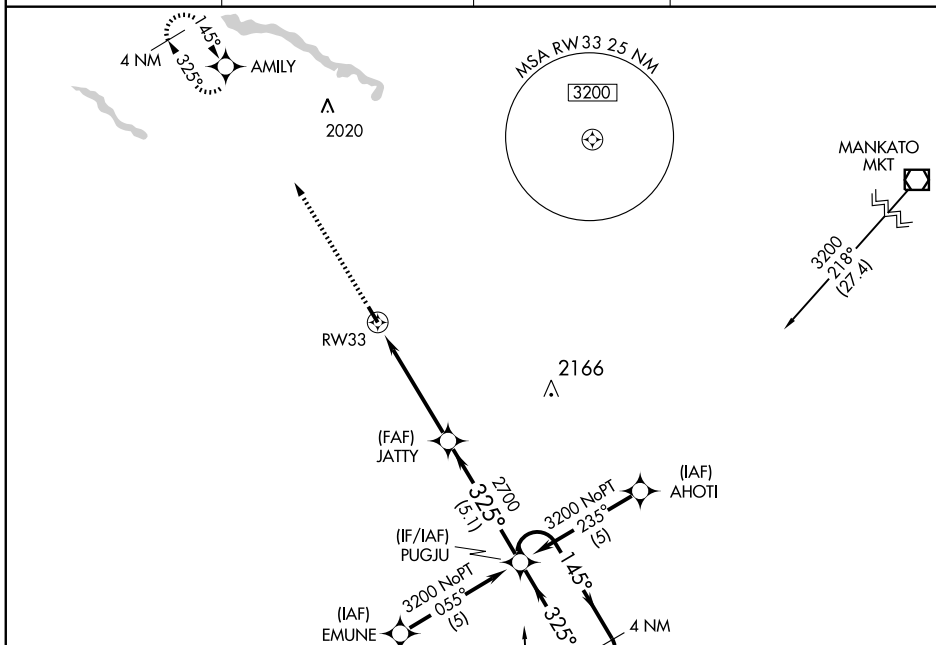 145°
4 NM
325°
AMILY
2020
MSA RW33 25 NM
3200
MANKATO
MKT
3200
218°
(27.4)
RW33
2166
(FAF)
JATTY
2700
325°
(5.1)
(IAF)
AHOTI
3200 NoPT
235°
(5)
(IF/IAF)
PUGJU
145°
3200 NoPT
055°
(5)
(IAF)
EMUNE
325°
4 NM